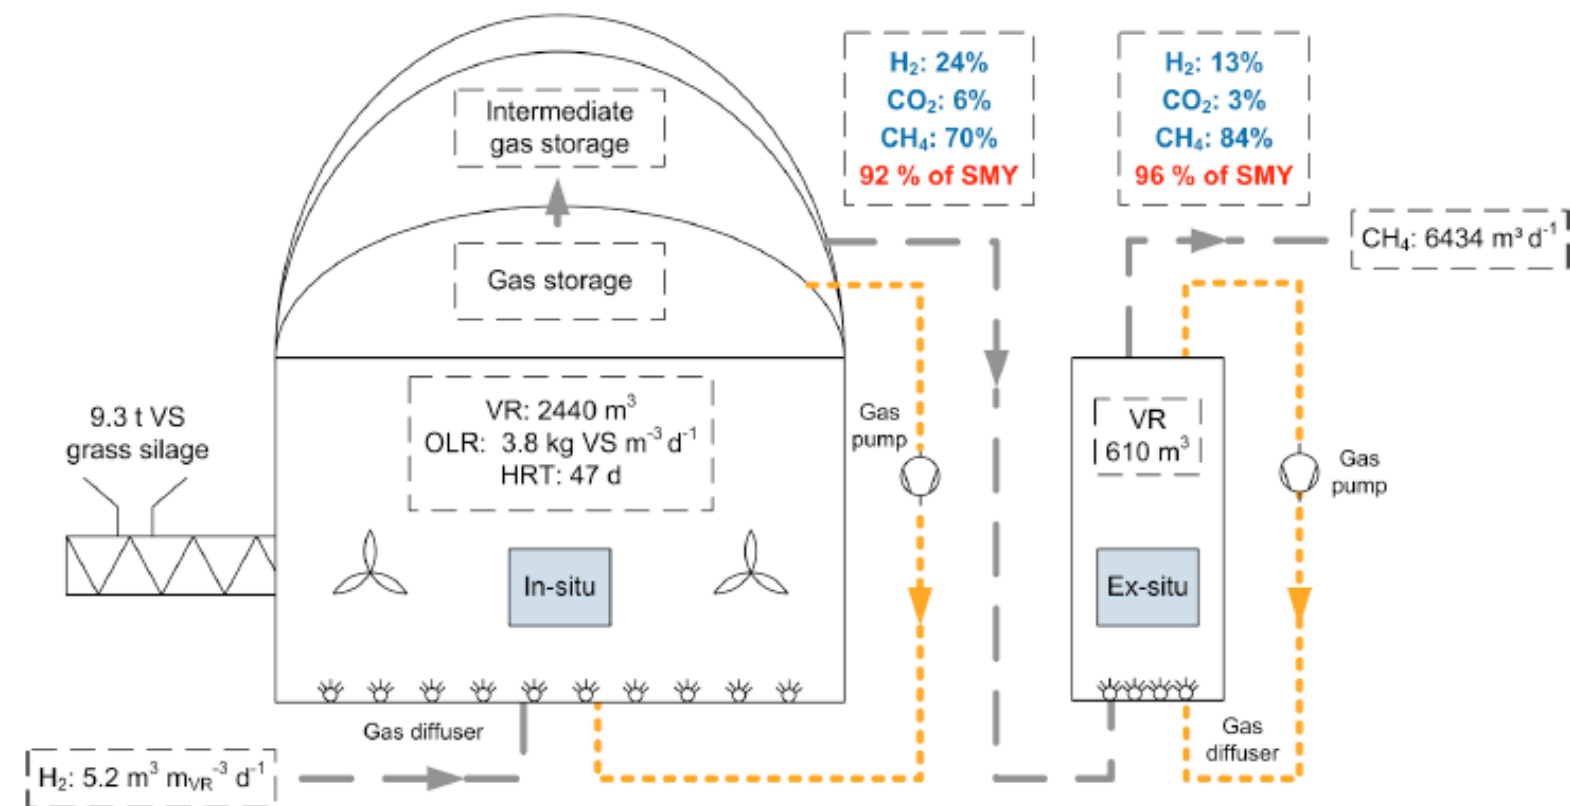 H₂: 24%
CO₂: 6%
CH₄: 70%
92 % of SMY
H₂: 13%
CO₂: 3%
CH₄: 84%
96 % of SMY
Intermediate
gas storage
Gas storage
CH₄: 6434 m³ d⁻¹
9.3 t VS
grass silage
VR: 2440 m³
OLR: 3.8 kg VS m⁻³ d⁻¹
HRT: 47 d
Gas
pump
VR
610 m³
Gas
pump
In-situ
Ex-situ
Gas diffuser
Gas
diffuser
H₂: 5.2 m³ mVR⁻³ d⁻¹